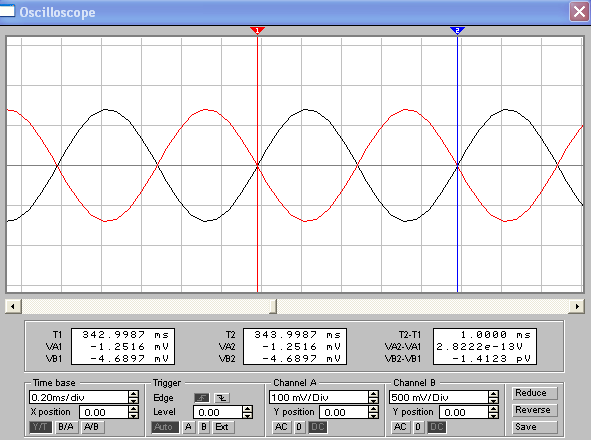 Oscilloscope
1 2
T1 342.9987 ms T2 343.9987 ms T2-T1 1.0000 ms
VA1 -1.2516 mV VA2 -1.2516 mV VA2-VA1 2.8222e-13V
VB1 -4.6897 mV VB2 -4.6897 mV VB2-VB1 -1.4123 pV
Time base Trigger Channel A Channel B
0.20ms/div Edge 100 mV/Div 500 mV/Div Reduce
X position 0.00 Level 0.00 Y position 0.00 Y position 0.00 Reverse
Y/T B/A A/B Auto A B Ext AC 0 DC AC 0 DC Save